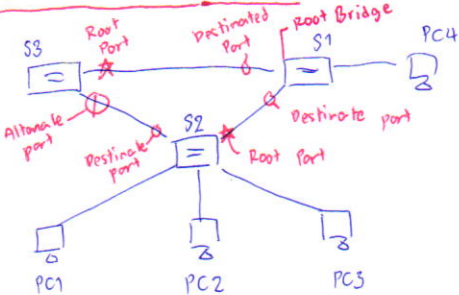 Root Bridge
Root
Port
Destinated
Port
S3
S1
PC4
Altanate
port
S2
Destinate
port
Destinate port
Root Port
PC1
PC2
PC3